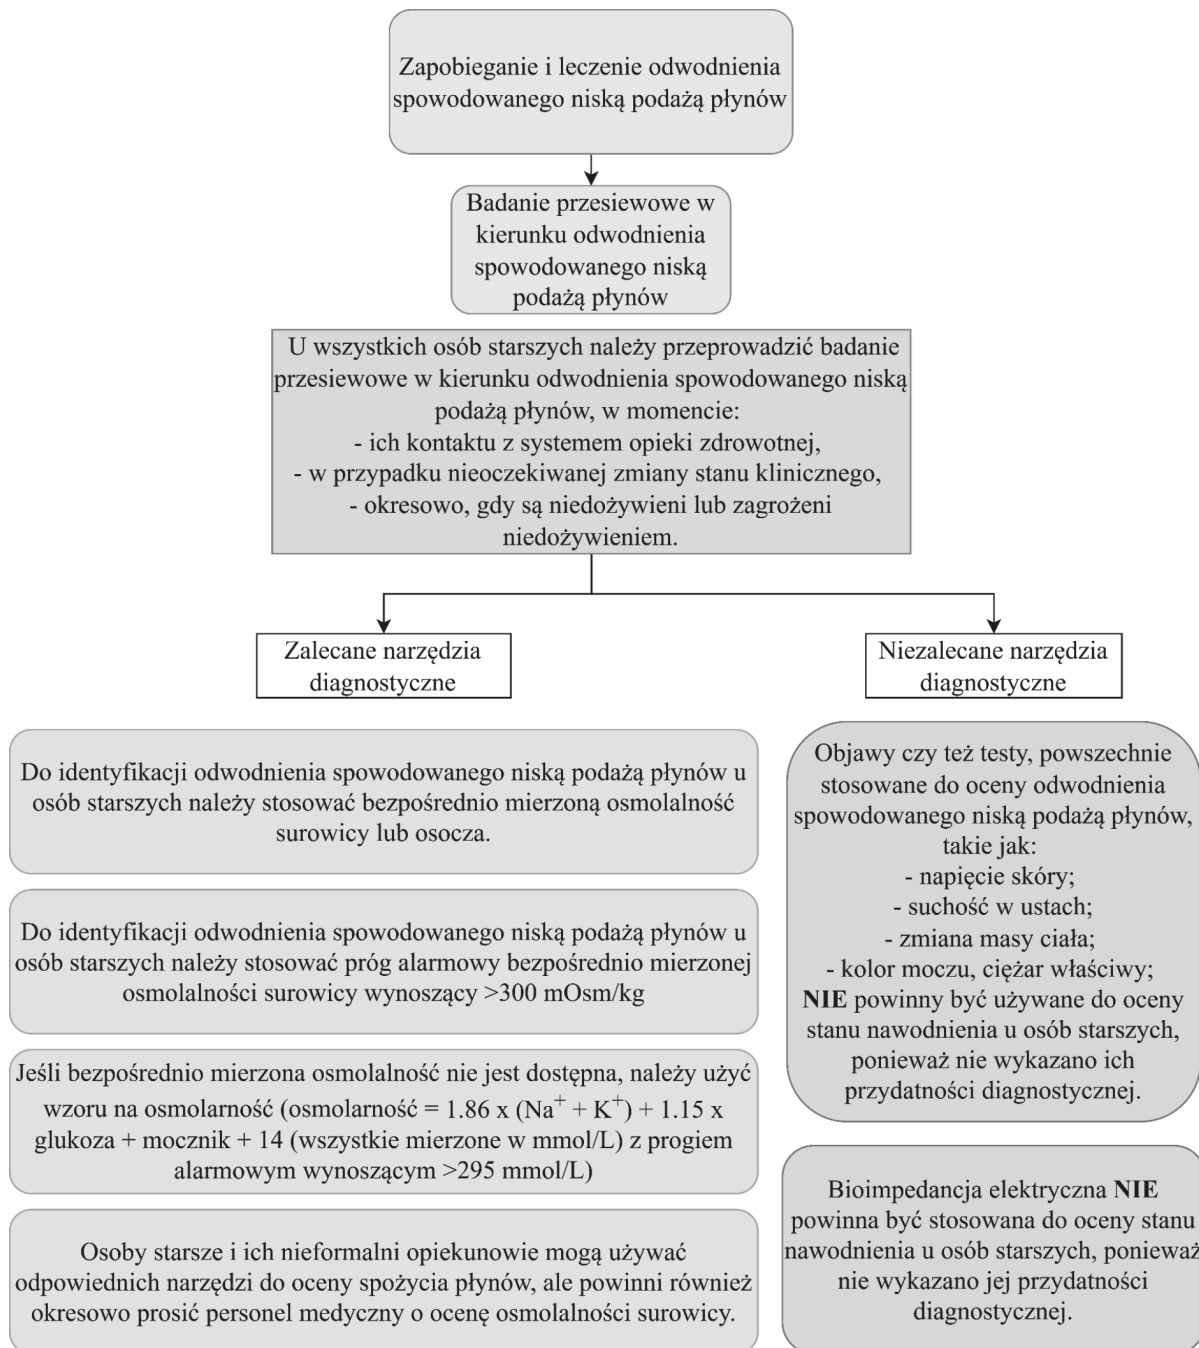 Zapobieganie i leczenie odwodnienia
spowodowanego niską podażą płynów
Badanie przesiewowe w
kierunku odwodnienia
spowodowanego niską
podażą płynów
U wszystkich osób starszych należy przeprowadzić badanie
przesiewowe w kierunku odwodnienia spowodowanego niską
podażą płynów, w momencie:
- ich kontaktu z systemem opieki zdrowotnej,
- w przypadku nieoczekiwanej zmiany stanu klinicznego,
- okresowo, gdy są niedożywieni lub zagrożeni
niedożywieniem.
Zalecane narzędzia
diagnostyczne
Do identyfikacji odwodnienia spowodowanego niską podażą płynów u
osób starszych należy stosować bezpośrednio mierzoną osmolalność
surowicy lub osocza.
Do identyfikacji odwodnienia spowodowanego niską podażą płynów u
osób starszych należy stosować próg alarmowy bezpośrednio mierzonej
osmolalności surowicy wynoszący >300 mOsm/kg
Jeśli bezpośrednio mierzona osmolalność nie jest dostępna, należy użyć
wzoru na osmolarność (osmolarność = 1.86 x (Na⁺ + K⁺) + 1.15 x
glukoza + mocznik + 14 (wszystkie mierzone w mmol/L) z progiem
alarmowym wynoszącym >295 mmol/L)
Osoby starsze i ich nieformalni opiekunowie mogą używać
odpowiednich narzędzi do oceny spożycia płynów, ale powinni również
okresowo prosić personel medyczny o ocenę osmolalności surowicy.
Niezalecane narzędzia
diagnostyczne
Objawy czy też testy, powszechnie
stosowane do oceny odwodnienia
spowodowanego niską podażą płynów,
takie jak:
- napięcie skóry;
- suchość w ustach;
- zmiana masy ciała;
- kolor moczu, ciężar właściwy;
NIE powinny być używane do oceny
stanu nawodnienia u osób starszych,
ponieważ nie wykazano ich
przydatności diagnostycznej.
Bioimpedancja elektryczna NIE
powinna być stosowana do oceny stanu
nawodnienia u osób starszych, ponieważ
nie wykazano jej przydatności
diagnostycznej.